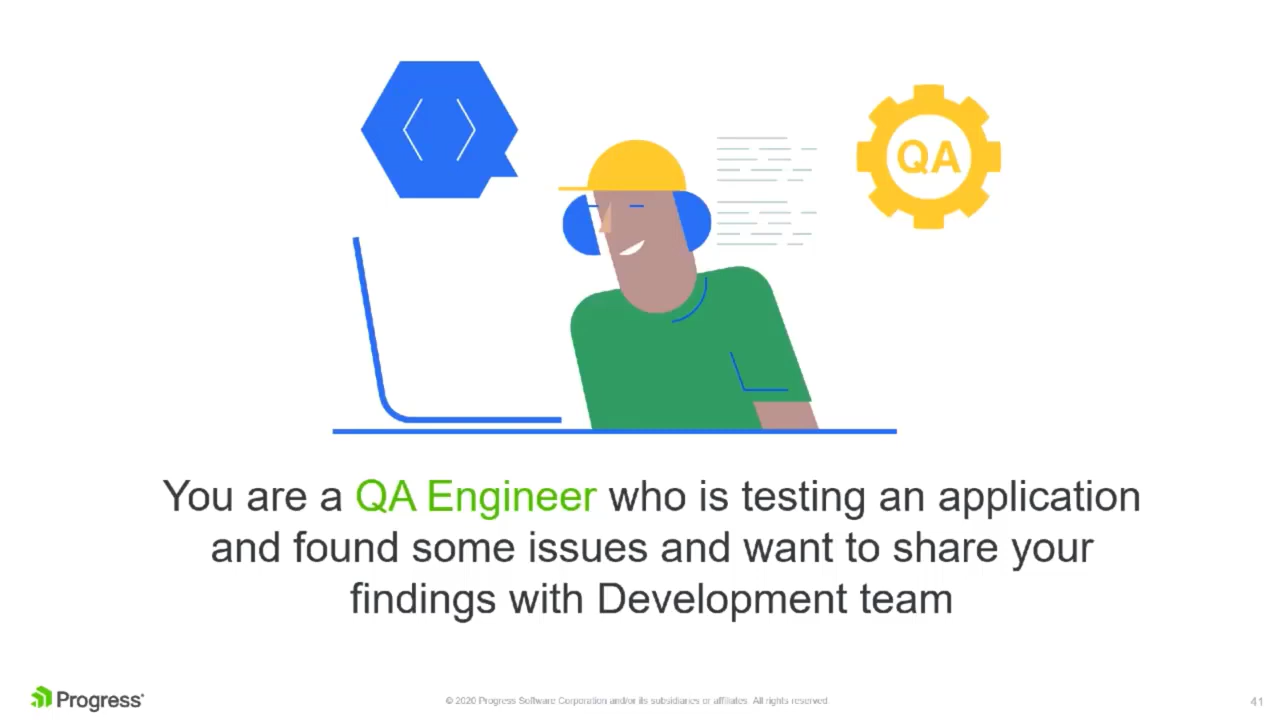 QA
You are a QA Engineer who is testing an application
and found some issues and want to share your
findings with Development team
Progress
© 2020 Progress Software Corporation and/or its subsidiaries or affiliates. All rights reserved.
41